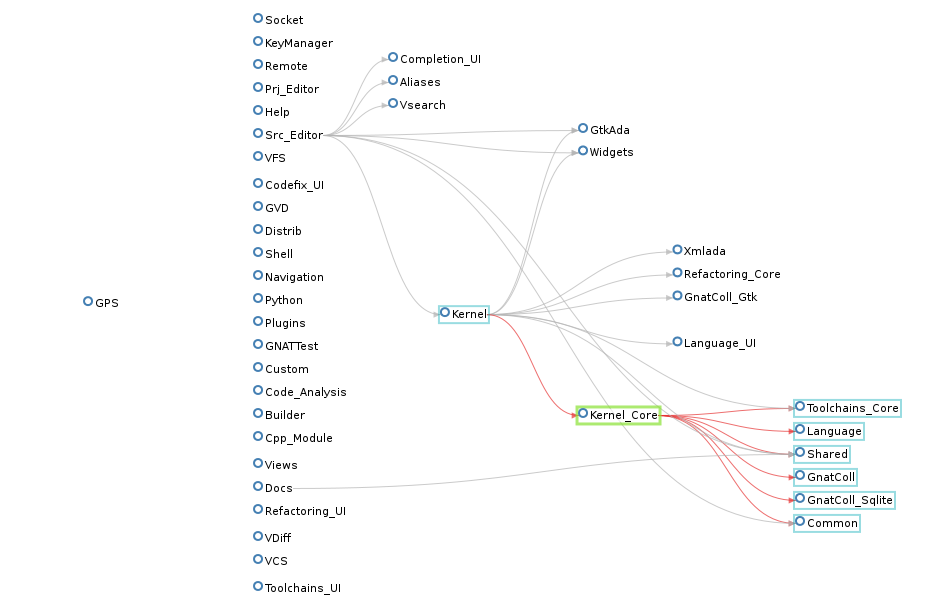 GPS
Socket
KeyManager
Remote
Prj_Editor
Help
Src_Editor
VFS
Codefix_UI
GVD
Distrib
Shell
Navigation
Python
Plugins
GNATTest
Custom
Code_Analysis
Builder
Cpp_Module
Views
Docs
Refactoring_UI
VDiff
VCS
Toolchains_UI
Completion_UI
Aliases
Vsearch
Kernel
GtkAda
Widgets
Kernel_Core
Xmlada
Refactoring_Core
GnatColl_Gtk
Language_UI
Toolchains_Core
Language
Shared
GnatColl
GnatColl_Sqlite
Common